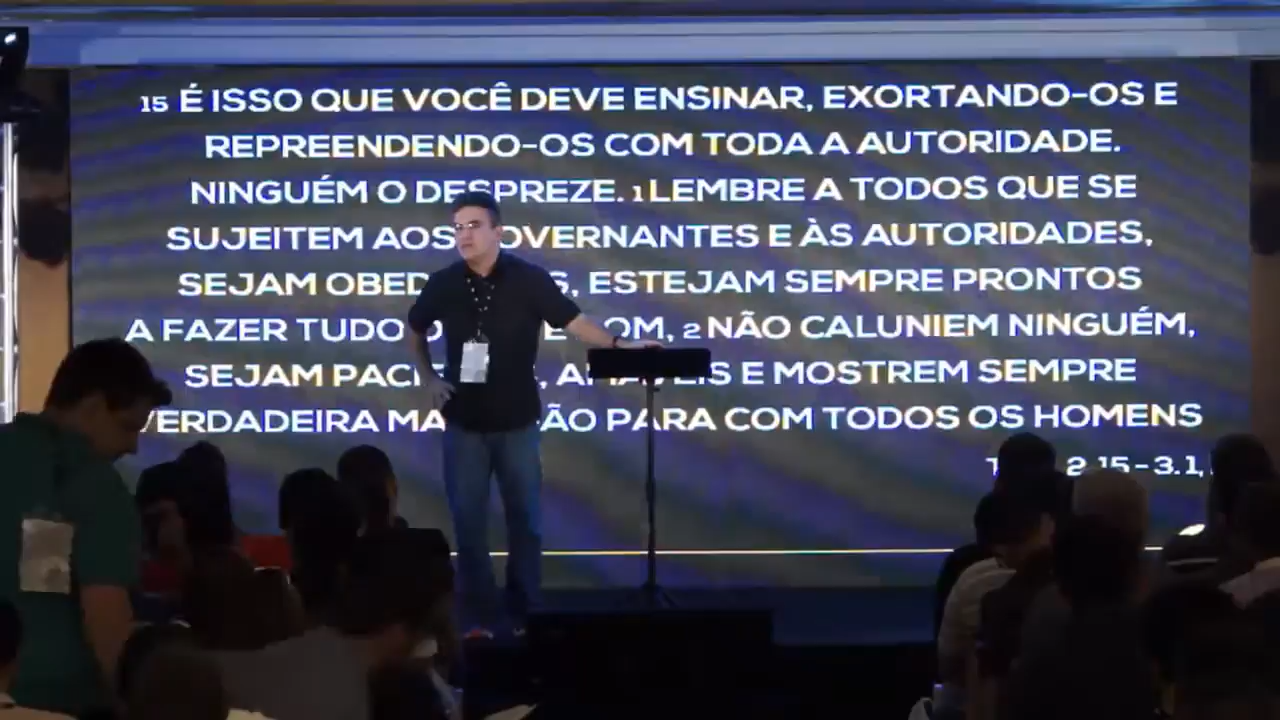 15 É ISSO QUE VOCÊ DEVE ENSINAR, EXORTANDO-OS E
REPREENDENDO-OS COM TODA A AUTORIDADE.
NINGUÉM O DESPREZE. 1 LEMBRE A TODOS QUE SE
SUJEITEM AOS GOVERNANTES E ÀS AUTORIDADES,
SEJAM ESTEJAM SEMPRE PRONTOS
A FAZER TUDO 2 NÃO CALUNIEM NINGUÉM,
SEJAM E MOSTREM SEMPRE
VERDADEIRA PARA COM TODOS OS HOMENS
2.15-3.1,